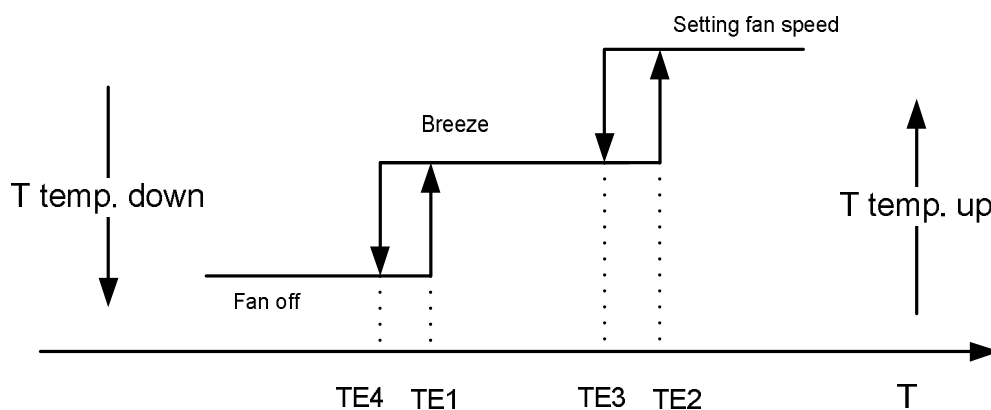 Setting fan speed
Breeze
T temp. down
T temp. up
Fan off
TE4 TE1 TE3 TE2 T